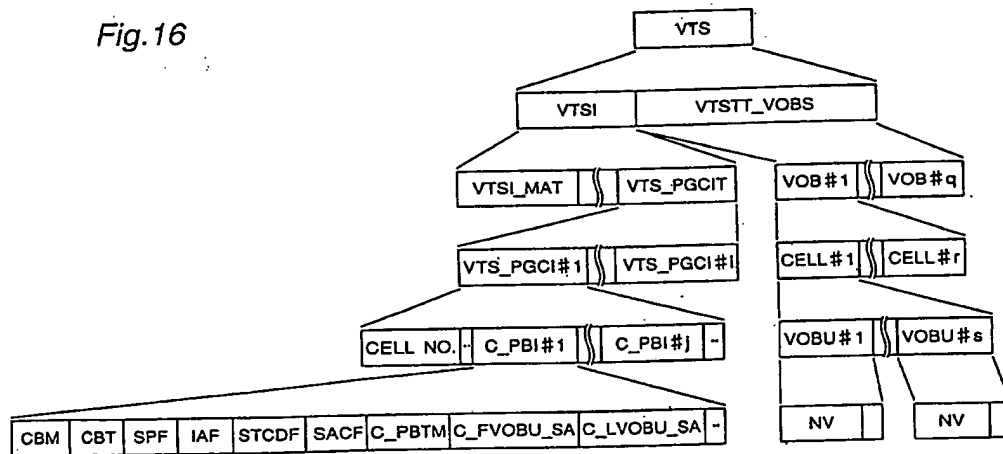 Fig.16
VTS
VTSI VTSTT_VOBS
VTSI_MAT VTS_PGCIT VOB#1 VOB#q
VTS_PGCI#1 VTS_PGCI#i CELL#1 CELL#r
CELL NO. ·· C_PBI#1 C_PBI#j - VOBU#1 VOBU#s
CBM CBT SPF IAF STCDF SACF C_PBTM C_FVOBU_SA C_LVOBU_SA - NV NV